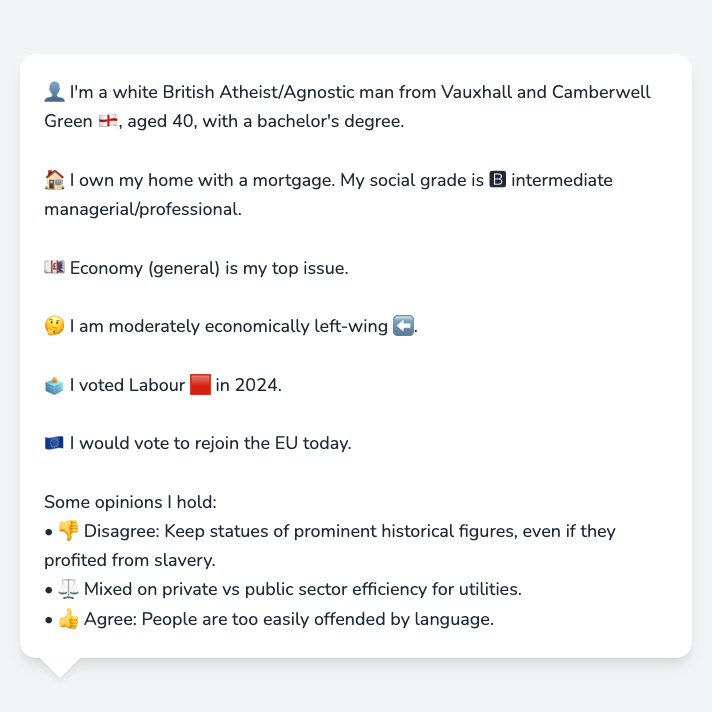 👤 I'm a white British Atheist/Agnostic man from Vauxhall and Camberwell
Green 🏴󠁧󠁢󠁥󠁮󠁧󠁿, aged 40, with a bachelor's degree.
🏠 I own my home with a mortgage. My social grade is 🅱 intermediate
managerial/professional.
💷 Economy (general) is my top issue.
🤔 I am moderately economically left-wing ⬅️.
🗳️ I voted Labour 🟥 in 2024.
🇪🇺 I would vote to rejoin the EU today.
Some opinions I hold:
• 👎 Disagree: Keep statues of prominent historical figures, even if they
profited from slavery.
• ⚖️ Mixed on private vs public sector efficiency for utilities.
• 👍 Agree: People are too easily offended by language.